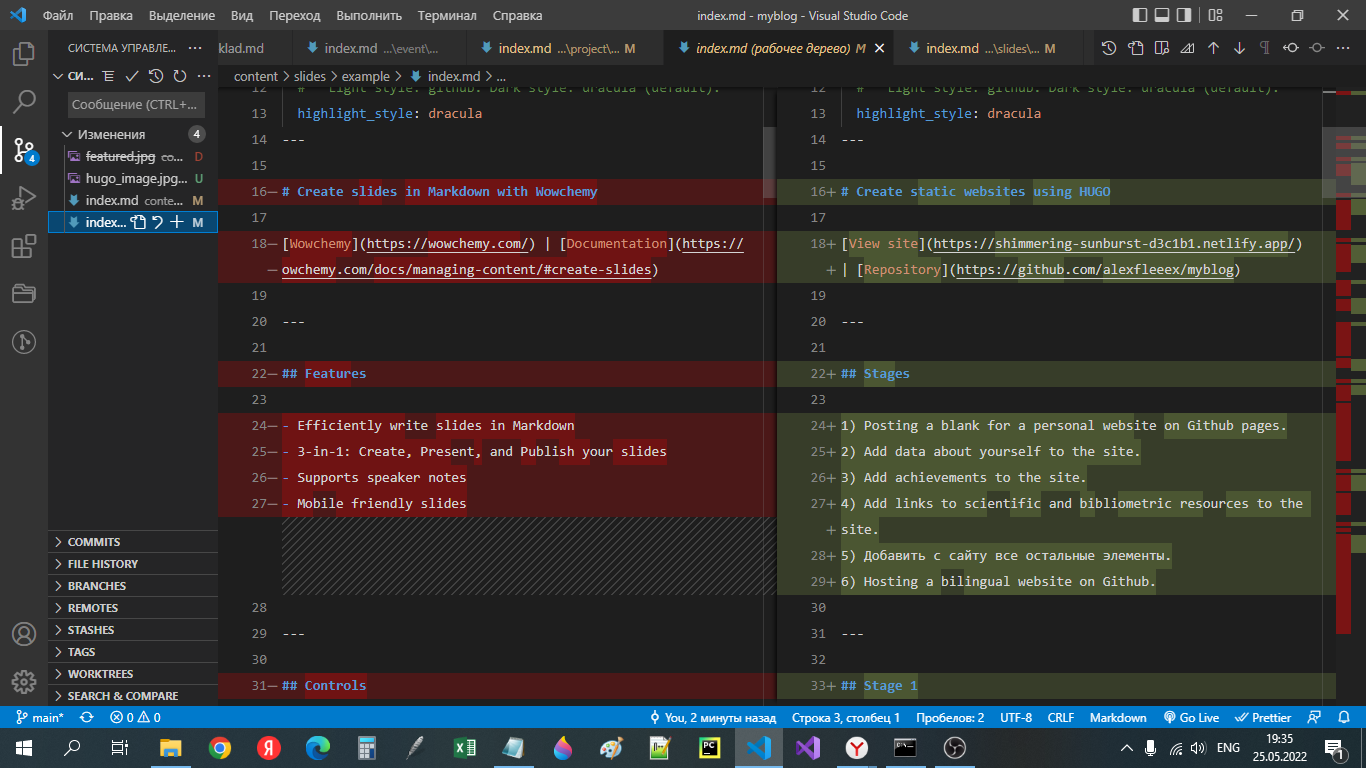 Файл Правка Выделение Вид Переход Выполнить Терминал Справка
index.md - myblog - Visual Studio Code
СИСТЕМА УПРАВЛЕ... ···
klad.md
index.md ...\event\...
index.md ...\project\... M
index.md (рабочее дерево) M
index.md ...\slides\... M
СИ...
content > slides > example > index.md > ...
Сообщение (CTRL+...
Изменения 4
featured.jpg co... D
hugo_image.jpg... U
index.md conte... M
index... M
4
COMMITS
FILE HISTORY
BRANCHES
REMOTES
STASHES
TAGS
WORKTREES
SEARCH & COMPARE
12 # Light style: github. Dark style: dracula (default).
13 highlight_style: dracula
14 ---
15
16— # Create slides in Markdown with Wowchemy
17
18— [Wowchemy](https://wowchemy.com/) | [Documentation](https://
— owchemy.com/docs/managing-content/#create-slides)
19
20 ---
21
22— ## Features
23
24— - Efficiently write slides in Markdown
25— - 3-in-1: Create, Present, and Publish your slides
26— - Supports speaker notes
27— - Mobile friendly slides
28
29 ---
30
31— ## Controls
12 # Light style: github. Dark style: dracula (default).
13 highlight_style: dracula
14 ---
15
16+ # Create static websites using HUGO
17
18+ [View site](https://shimmering-sunburst-d3c1b1.netlify.app/)
+ | [Repository](https://github.com/alexfleeex/myblog)
19
20 ---
21
22+ ## Stages
23
24+ 1) Posting a blank for a personal website on Github pages.
25+ 2) Add data about yourself to the site.
26+ 3) Add achievements to the site.
27+ 4) Add links to scientific and bibliometric resources to the
+ site.
28+ 5) Добавить с сайту все остальные элементы.
29+ 6) Hosting a bilingual website on Github.
30
31 ---
32
33+ ## Stage 1
main* 0 0
You, 2 минуты назад Строка 3, столбец 1 Пробелов: 2 UTF-8 CRLF Markdown Go Live Prettier
ENG
19:35
25.05.2022
1